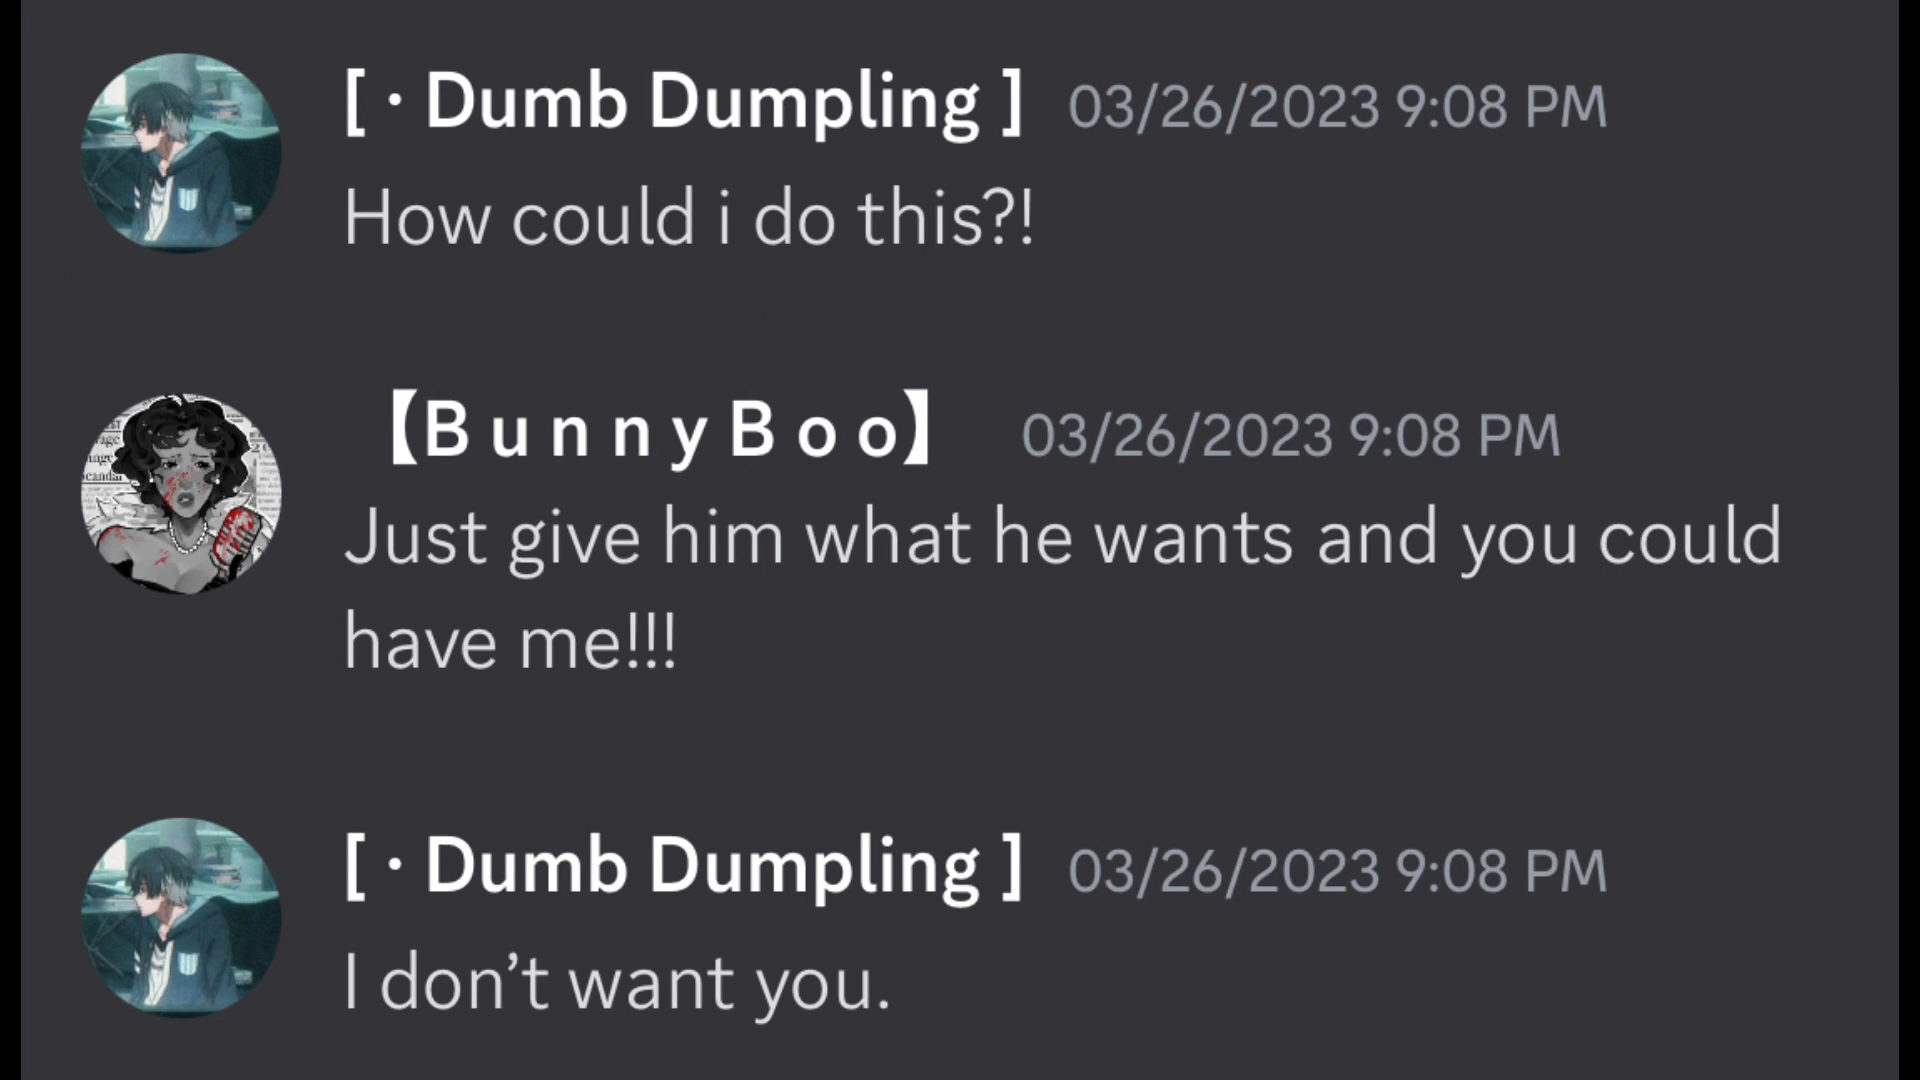 [ · Dumb Dumpling ] 03/26/2023 9:08 PM
How could i do this?!
【B u n n y B o o】 03/26/2023 9:08 PM
Just give him what he wants and you could
have me!!!
[ · Dumb Dumpling ] 03/26/2023 9:08 PM
I don’t want you.